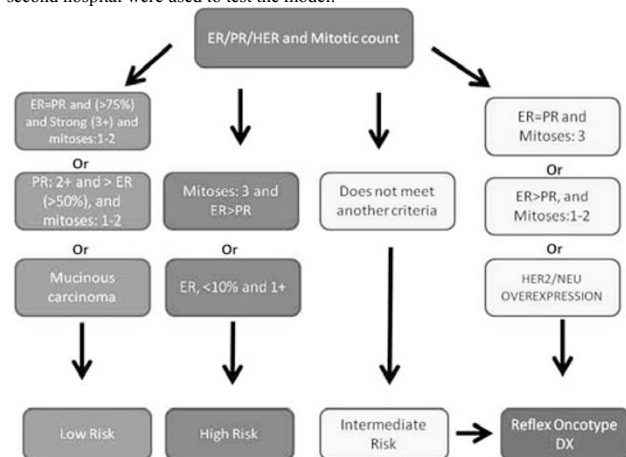 second hospital were used to test the model.
ER/PR/HER and Mitotic count
ER=PR and (>75%)
and Strong (3+) and
mitoses:1-2
Or
PR: 2+ and > ER
(>50%), and
mitoses: 1-2
Or
Mucinous
carcinoma
Low Risk
Mitoses: 3 and
ER>PR
Or
ER, <10% and 1+
High Risk
Does not meet
another criteria
Intermediate
Risk
ER=PR and
Mitoses: 3
Or
ER>PR, and
Mitoses:1-2
Or
HER2/NEU
OVEREXPRESSION
Reflex Oncotype
DX